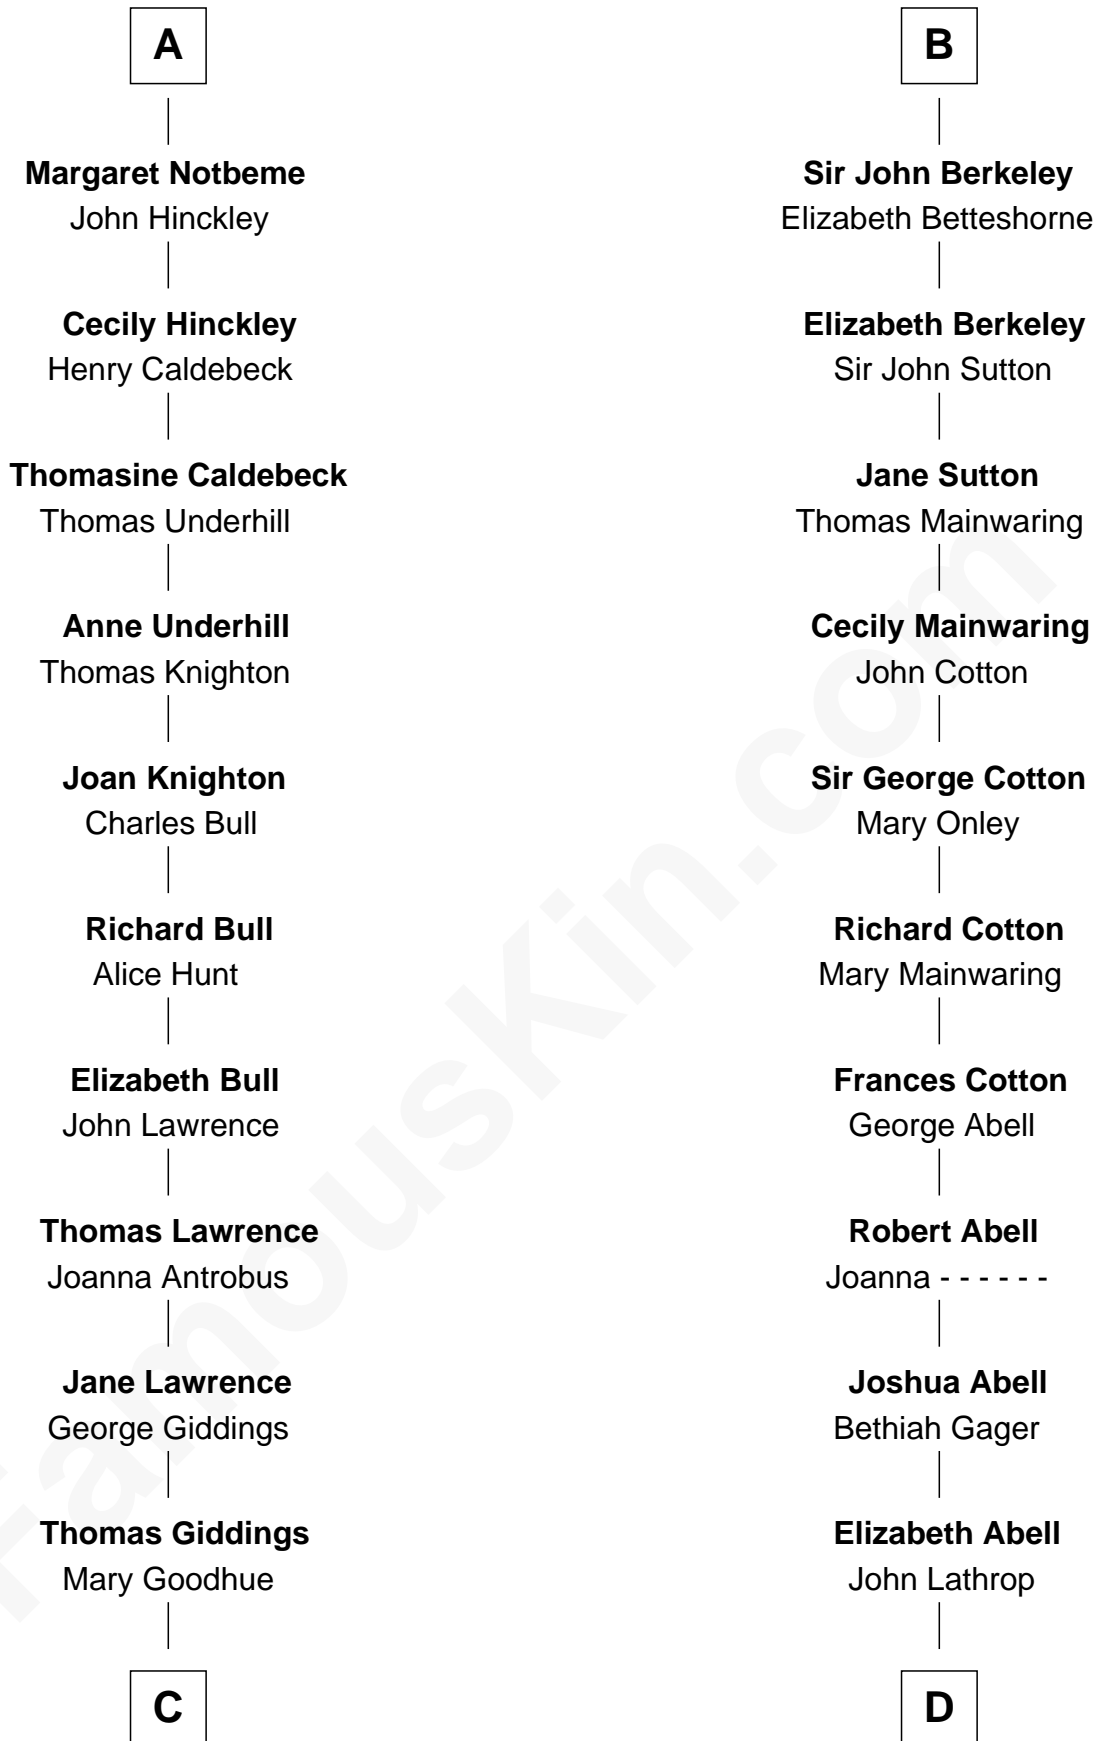 A
Margaret Notbeme
John Hinckley
Cecily Hinckley
Henry Caldebeck
Thomasine Caldebeck
Thomas Underhill
Anne Underhill
Thomas Knighton
Joan Knighton
Charles Bull
Richard Bull
Alice Hunt
Elizabeth Bull
John Lawrence
Thomas Lawrence
Joanna Antrobus
Jane Lawrence
George Giddings
Thomas Giddings
Mary Goodhue
C
B
Sir John Berkeley
Elizabeth Betteshorne
Elizabeth Berkeley
Sir John Sutton
Jane Sutton
Thomas Mainwaring
Cecily Mainwaring
John Cotton
Sir George Cotton
Mary Onley
Richard Cotton
Mary Mainwaring
Frances Cotton
George Abell
Robert Abell
Joanna - - - - - -
Joshua Abell
Bethiah Gager
Elizabeth Abell
John Lathrop
D
FamousKin.com